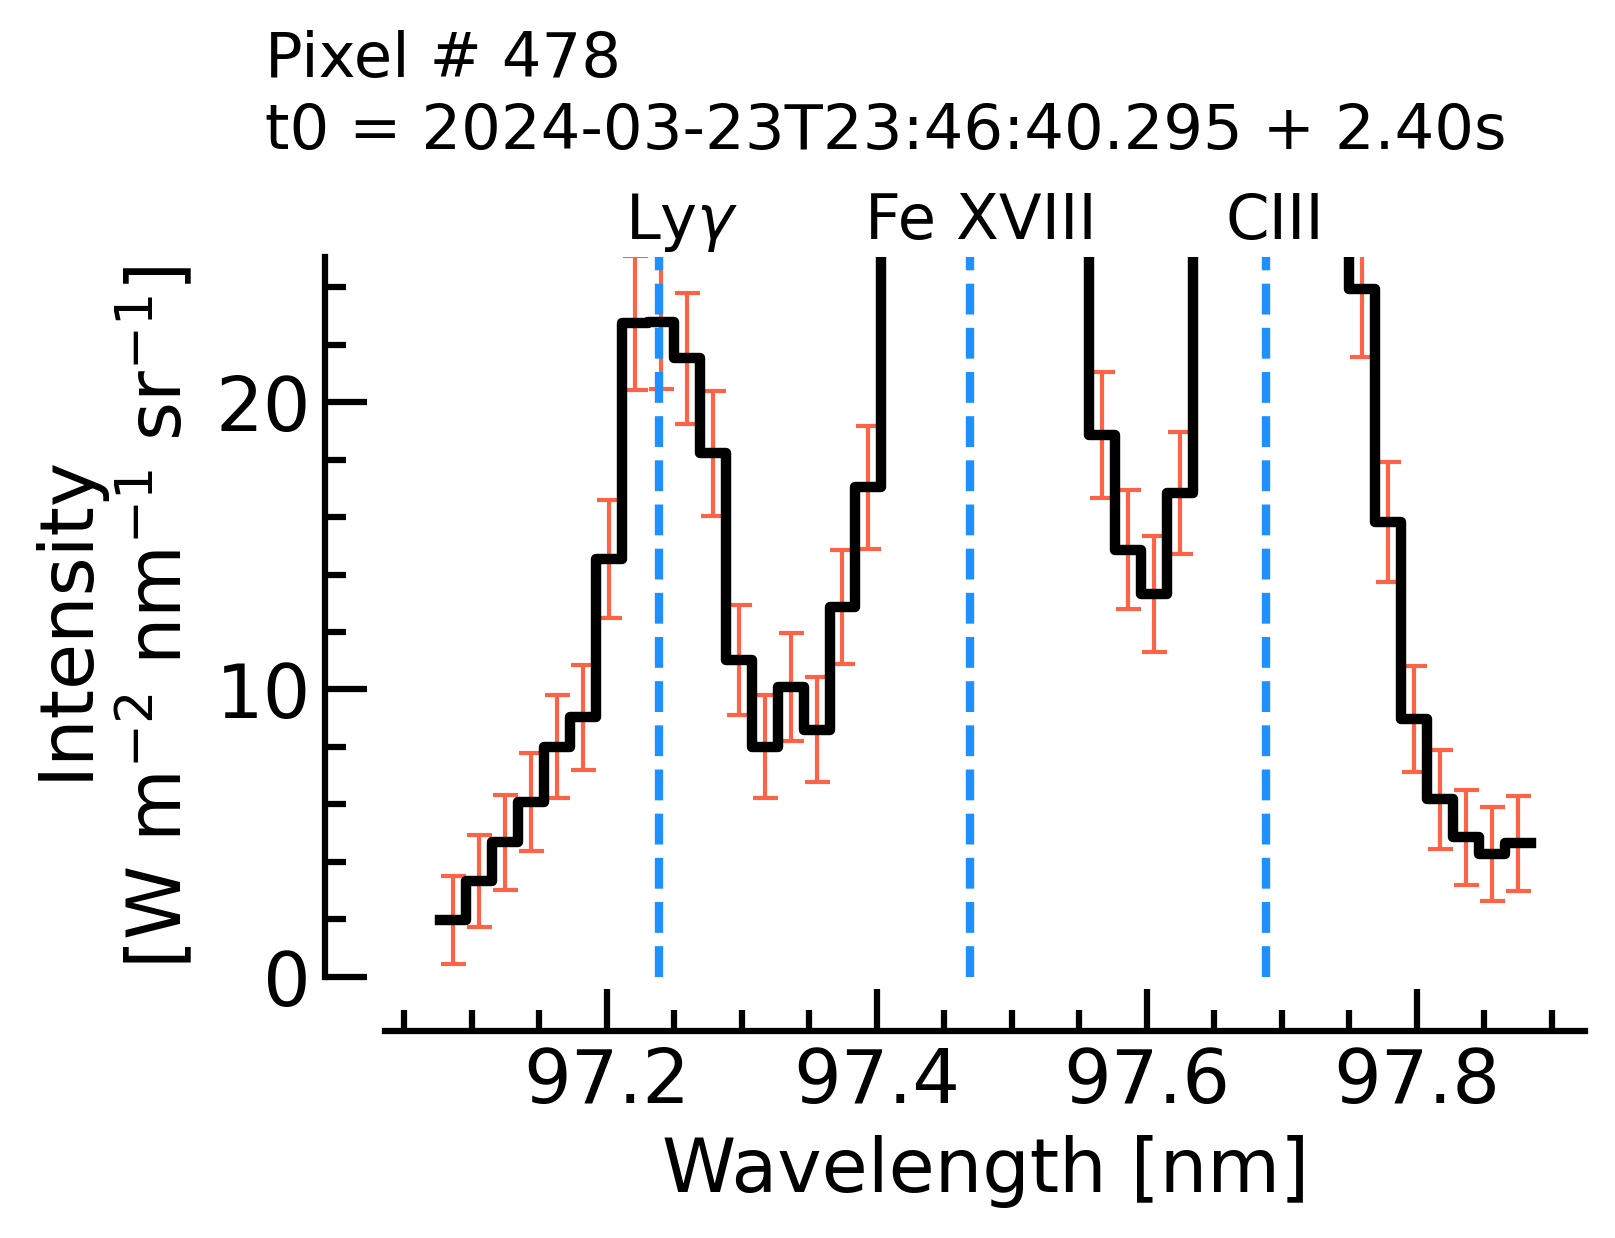 Pixel # 478
t0 = 2024-03-23T23:46:40.295 + 2.40s
Lyγ Fe XVIII CIII
Intensity
[W m⁻² nm⁻¹ sr⁻¹]
20
10
0
97.2 97.4 97.6 97.8
Wavelength [nm]